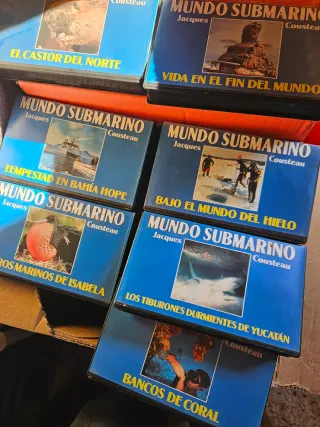 Jacques
Cousteau
EL CASTOR DEL NORTE
MUNDO SUBMARINO
Jacques
Cousteau
VIDA EN EL FIN DEL MUNDO
MUNDO SUBMARINO
Jacques
Cousteau
TEMPESTAD EN BAHÍA HOPE
MUNDO SUBMARINO
Jacques
Cousteau
BAJO EL MUNDO DEL HIELO
MUNDO SUBMARINO
Jacques
Cousteau
MARINOS DE ISABELA
MUNDO SUBMARINO
Jacques
Cousteau
LOS TIBURONES DURMIENTES DE YUCATÁN
Cousteau
BANCOS DE CORAL